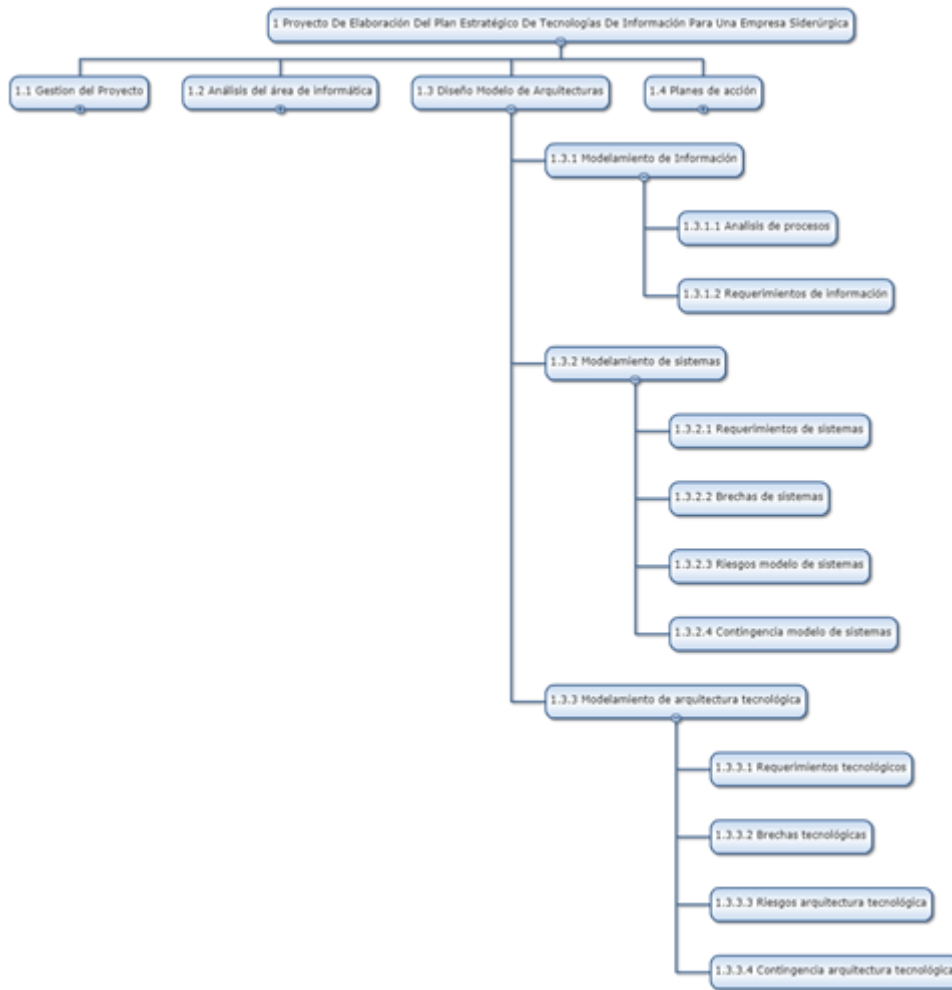 1 Proyecto De Elaboración Del Plan Estratégico De Tecnologías De Información Para Una Empresa Siderúrgica
1.1 Gestion del Proyecto
1.2 Análisis del área de informática
1.3 Diseño Modelo de Arquitecturas
1.4 Planes de acción
1.3.1 Modelamiento de Información
1.3.1.1 Analisis de procesos
1.3.1.2 Requerimientos de información
1.3.2 Modelamiento de sistemas
1.3.2.1 Requerimientos de sistemas
1.3.2.2 Brechas de sistemas
1.3.2.3 Riesgos modelo de sistemas
1.3.2.4 Contingencia modelo de sistemas
1.3.3 Modelamiento de arquitectura tecnológica
1.3.3.1 Requerimientos tecnológicos
1.3.3.2 Brechas tecnológicas
1.3.3.3 Riesgos arquitectura tecnológica
1.3.3.4 Contingencia arquitectura tecnológica